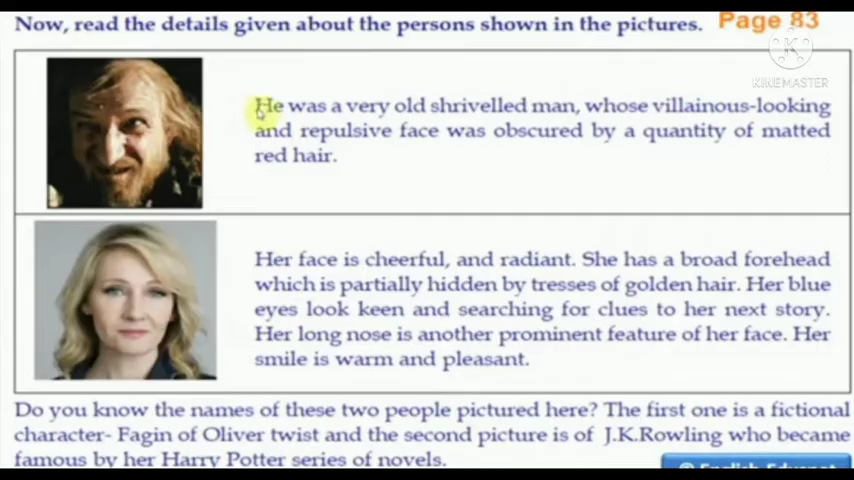 Now, read the details given about the persons shown in the pictures.
Page 83
KINEMASTER
He was a very old shrivelled man, whose villainous-looking
and repulsive face was obscured by a quantity of matted
red hair.
Her face is cheerful, and radiant. She has a broad forehead
which is partially hidden by tresses of golden hair. Her blue
eyes look keen and searching for clues to her next story.
Her long nose is another prominent feature of her face. Her
smile is warm and pleasant.
Do you know the names of these two people pictured here? The first one is a fictional
character- Fagin of Oliver twist and the second picture is of J.K.Rowling who became
famous by her Harry Potter series of novels.